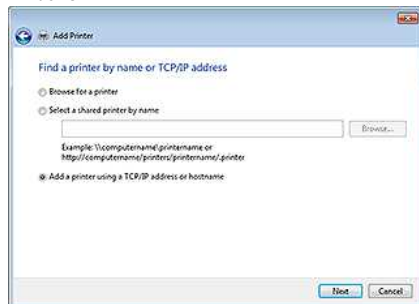 Add Printer
Find a printer by name or TCP/IP address
Browse for a printer
Select a shared printer by name
Browse...
Example: \\computername\printername or
http://computername/printers/printername/.printer
Add a printer using a TCP/IP address or hostname
Next Cancel